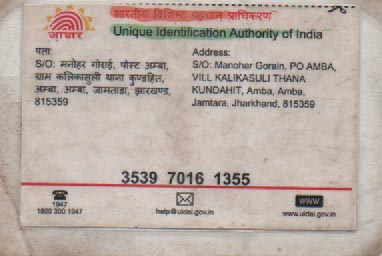 भारतीय विशिष्ट पहचान प्राधिकरण
आधार
Unique Identification Authority of India
पता:
S/O: मनोहर गोराई, पोस्ट अम्बा,
ग्राम कलिकासुली थाना कुण्डहित,
अम्बा, अम्बा, जामताड़ा, झारखण्ड,
815359
Address:
S/O: Manohar Gorain, PO AMBA,
VILL KALIKASULI THANA
KUNDAHIT, Amba, Amba,
Jamtara, Jharkhand, 815359
3539 7016 1355
1947
1800 300 1947
help@uidai.gov.in
WWW
www.uidai.gov.in